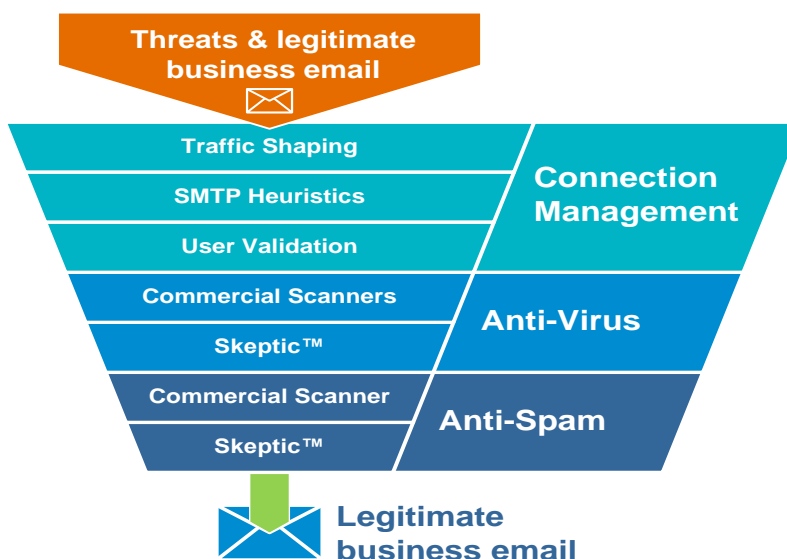 Threats & legitimate
business email
Traffic Shaping
SMTP Heuristics
User Validation
Connection
Management
Commercial Scanners
Skeptic™
Anti-Virus
Commercial Scanner
Skeptic™
Anti-Spam
Legitimate
business email